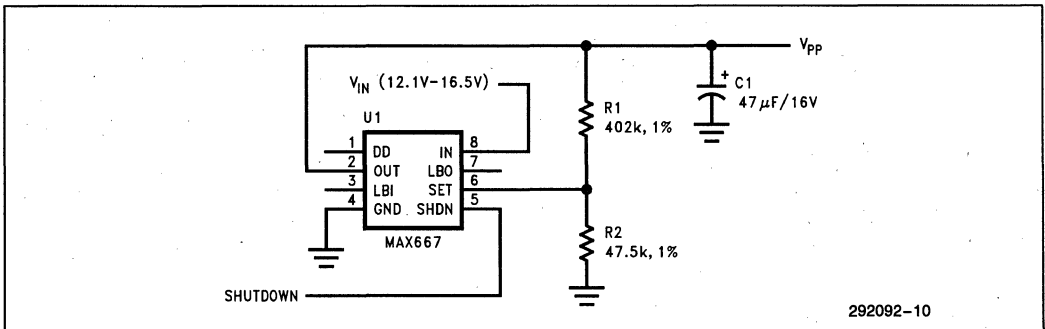 V_PP
V_IN (12.1V-16.5V)
+
C1
47μF/16V
R1
402k, 1%
U1
1 DD IN 8
2 OUT LBO 7
3 LBI SET 6
4 GND SHDN 5
MAX667
R2
47.5k, 1%
SHUTDOWN
292092-10